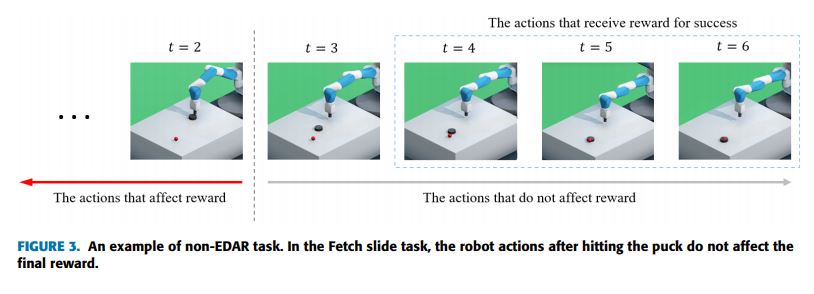 The actions that receive reward for success
t = 2
t = 3
t = 4
t = 5
t = 6
...
The actions that affect reward
The actions that do not affect reward
FIGURE 3. An example of non-EDAR task. In the Fetch slide task, the robot actions after hitting the puck do not affect the
final reward.